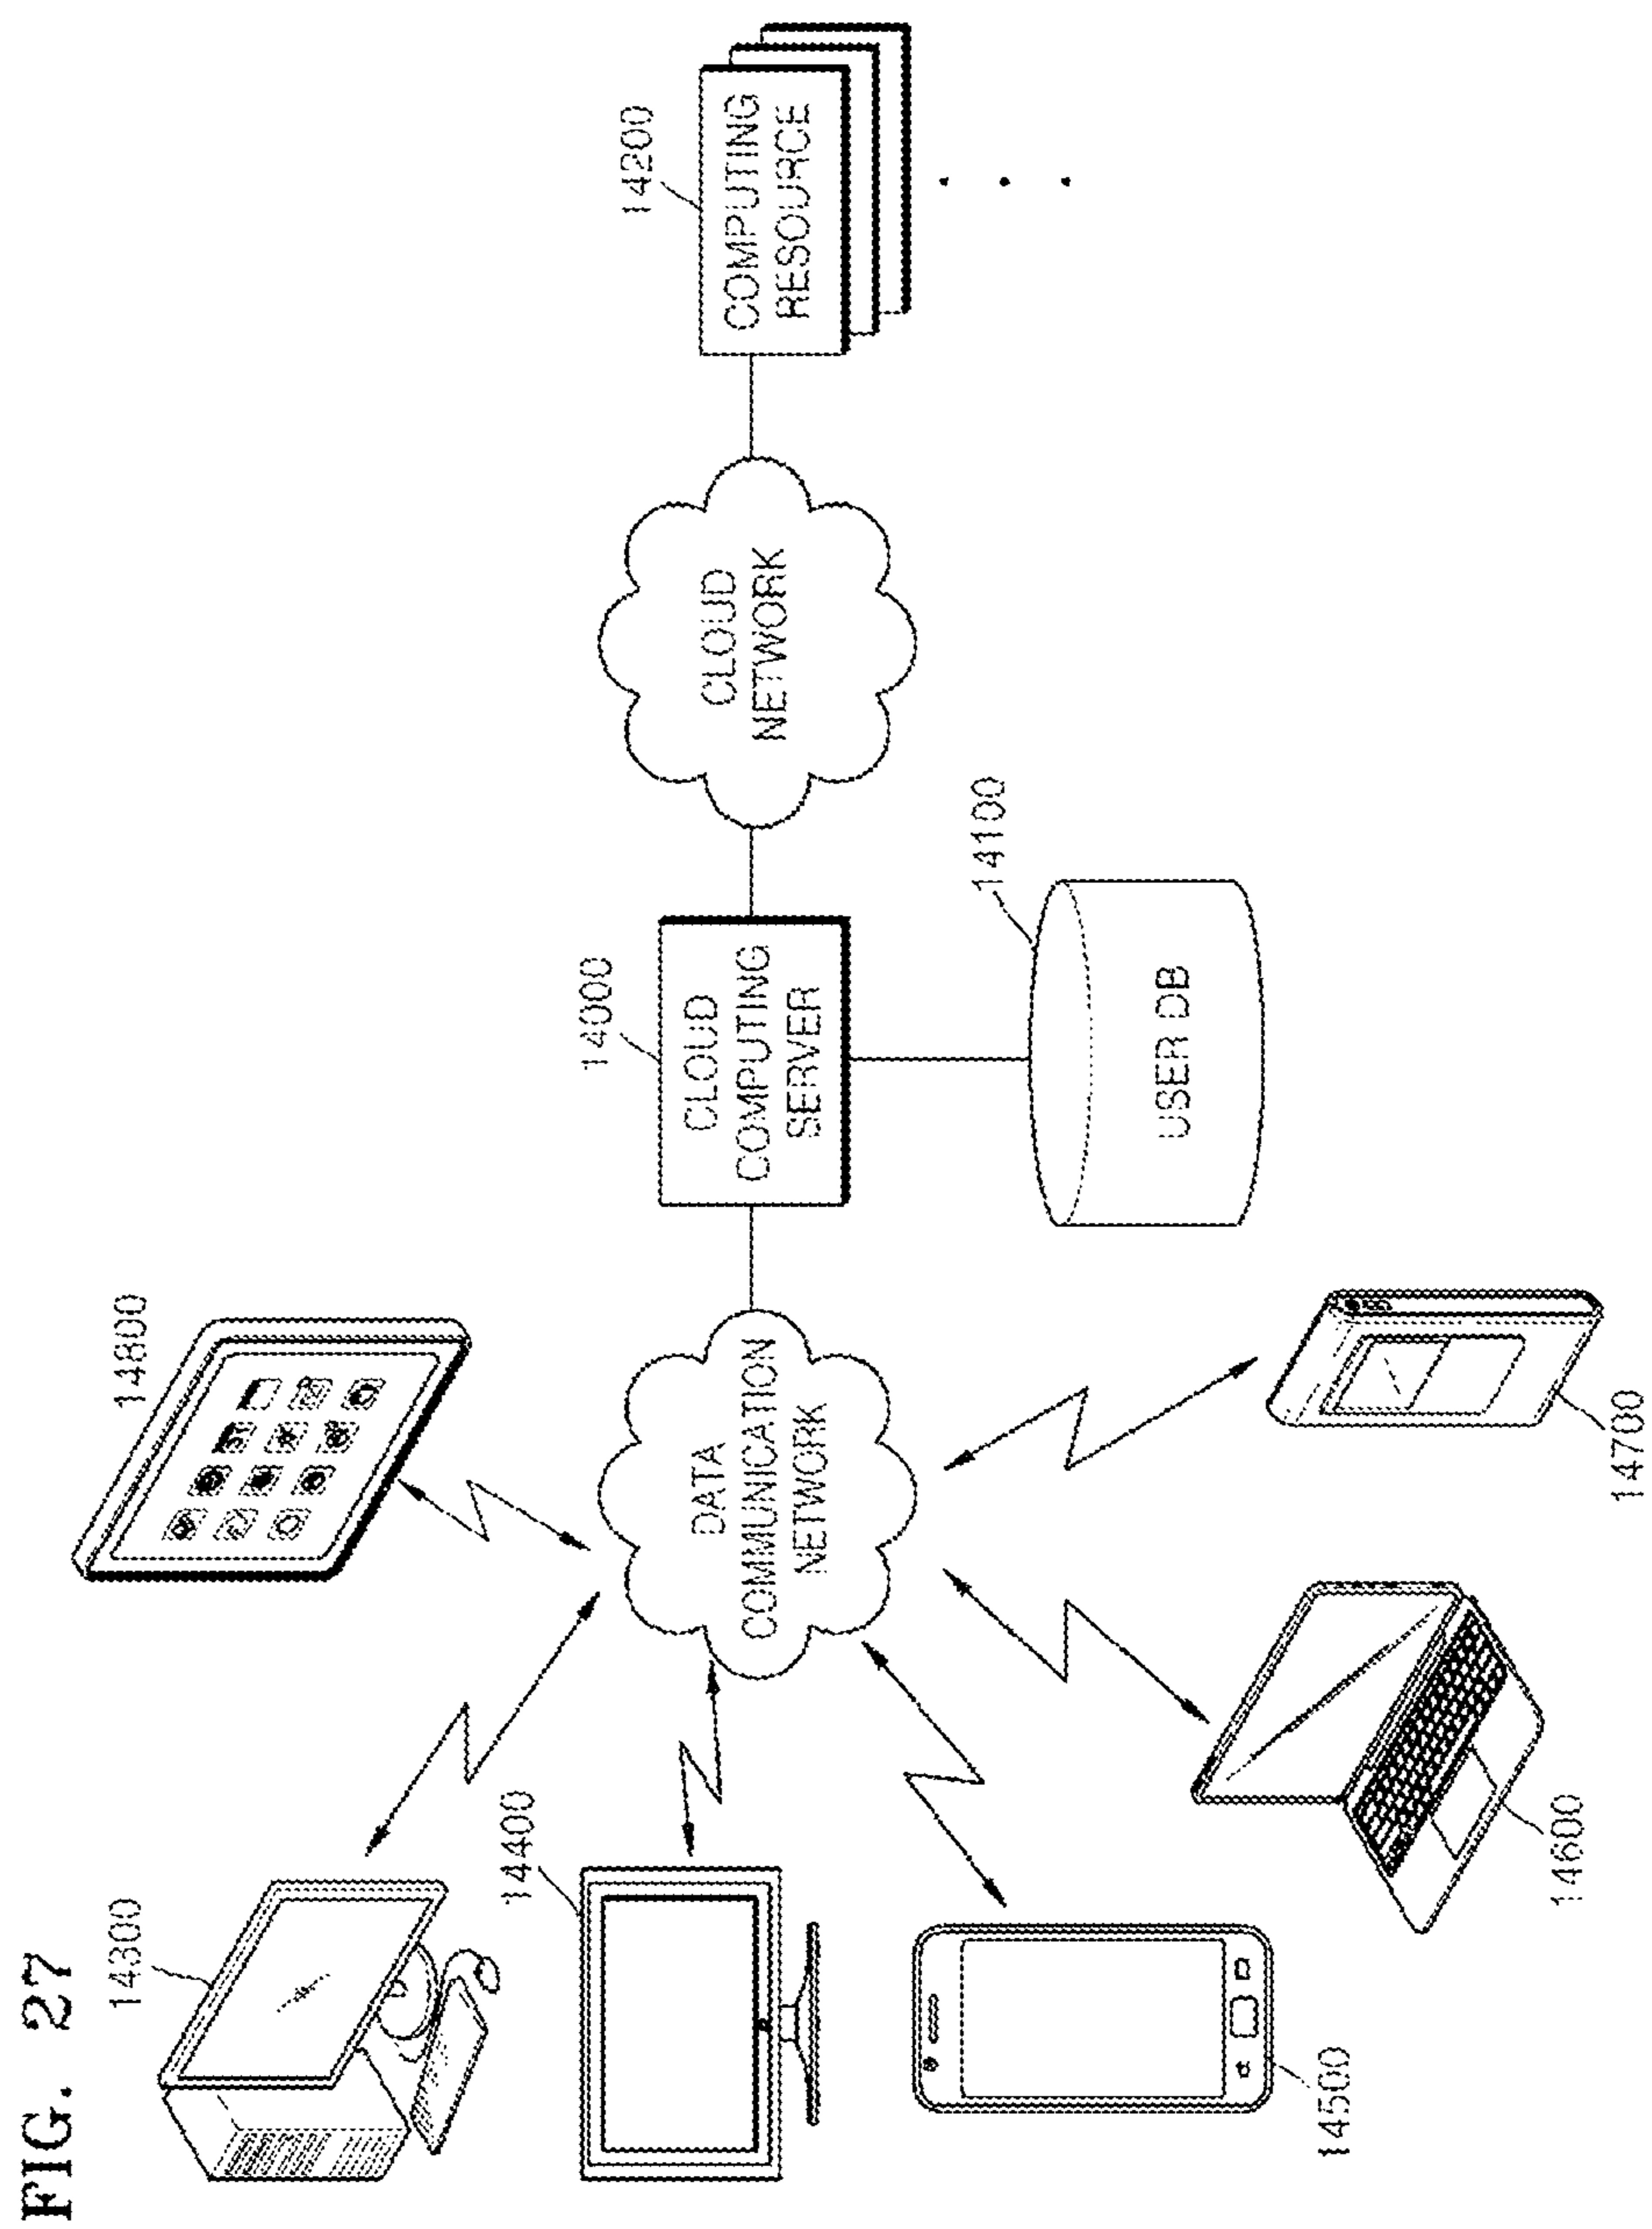 FIG. 27
14300
14800
14400
14000
14200
DATA
COMMUNICATION
NETWORK
CLOUD
COMPUTING
SERVER
CLOUD
NETWORK
COMPUTING
RESOURCE
14100
USER DB
14500
14600
14700